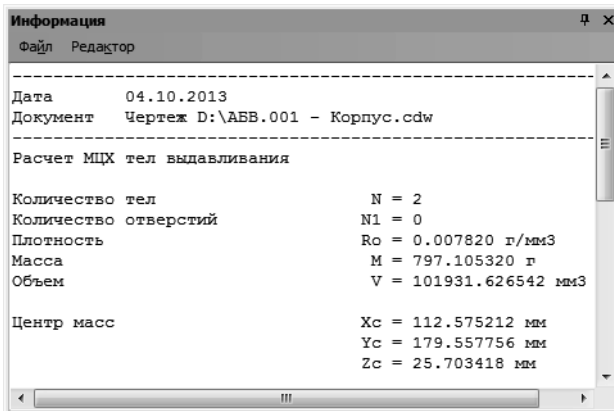 Информация
Файл Редактор
Дата 04.10.2013
Документ Чертеж D:\АБВ.001 - Корпус.cdw
Расчет МЦХ тел выдавливания
Количество тел N = 2
Количество отверстий N1 = 0
Плотность Ro = 0.007820 г/мм3
Масса M = 797.105320 г
Объем V = 101931.626542 мм3
Центр масс Xc = 112.575212 мм
Yc = 179.557756 мм
Zc = 25.703418 мм